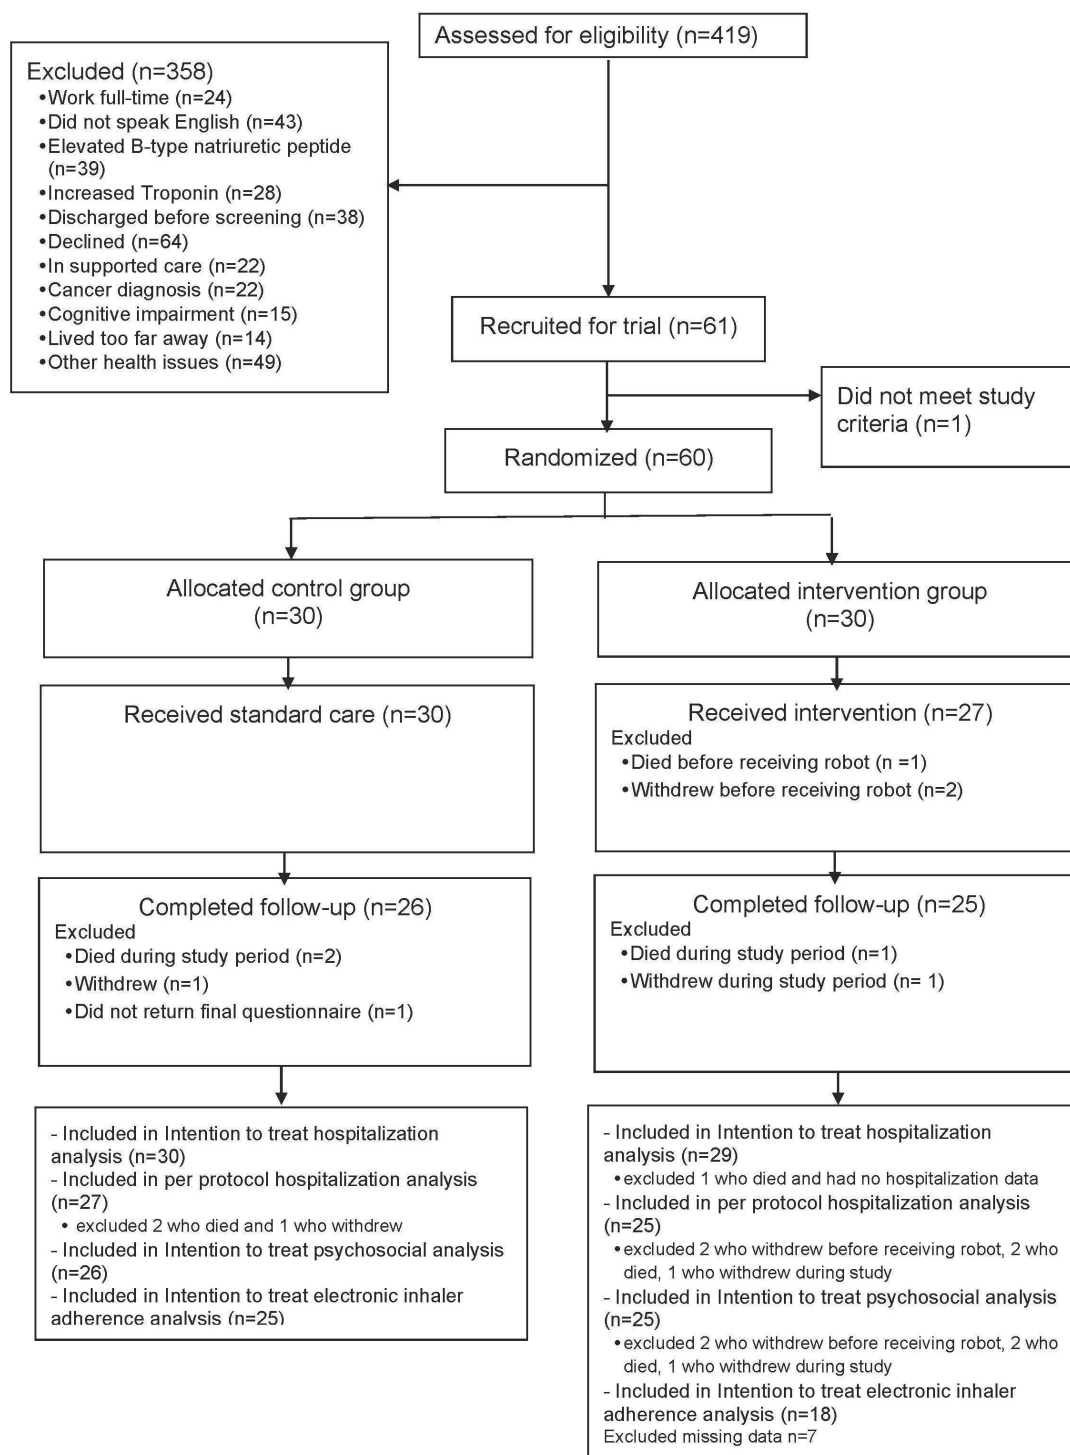 Assessed for eligibility (n=419)
Excluded (n=358)
•Work full-time (n=24)
•Did not speak English (n=43)
•Elevated B-type natriuretic peptide
(n=39)
•Increased Troponin (n=28)
•Discharged before screening (n=38)
•Declined (n=64)
•In supported care (n=22)
•Cancer diagnosis (n=22)
•Cognitive impairment (n=15)
•Lived too far away (n=14)
•Other health issues (n=49)
Recruited for trial (n=61)
Did not meet study
criteria (n=1)
Randomized (n=60)
Allocated control group
(n=30)
Allocated intervention group
(n=30)
Received standard care (n=30)
Received intervention (n=27)
Excluded
•Died before receiving robot (n =1)
•Withdrew before receiving robot (n=2)
Completed follow-up (n=26)
Excluded
•Died during study period (n=2)
•Withdrew (n=1)
•Did not return final questionnaire (n=1)
Completed follow-up (n=25)
Excluded
•Died during study period (n=1)
•Withdrew during study period (n= 1)
- Included in Intention to treat hospitalization
analysis (n=30)
- Included in per protocol hospitalization analysis
(n=27)
• excluded 2 who died and 1 who withdrew
- Included in Intention to treat psychosocial analysis
(n=26)
- Included in Intention to treat electronic inhaler
adherence analysis (n=25)
- Included in Intention to treat hospitalization
analysis (n=29)
•excluded 1 who died and had no hospitalization data
- Included in per protocol hospitalization analysis
(n=25)
•excluded 2 who withdrew before receiving robot, 2 who
died, 1 who withdrew during study
- Included in Intention to treat psychosocial analysis
(n=25)
•excluded 2 who withdrew before receiving robot, 2 who
died, 1 who withdrew during study
- Included in Intention to treat electronic inhaler
adherence analysis (n=18)
Excluded missing data n=7